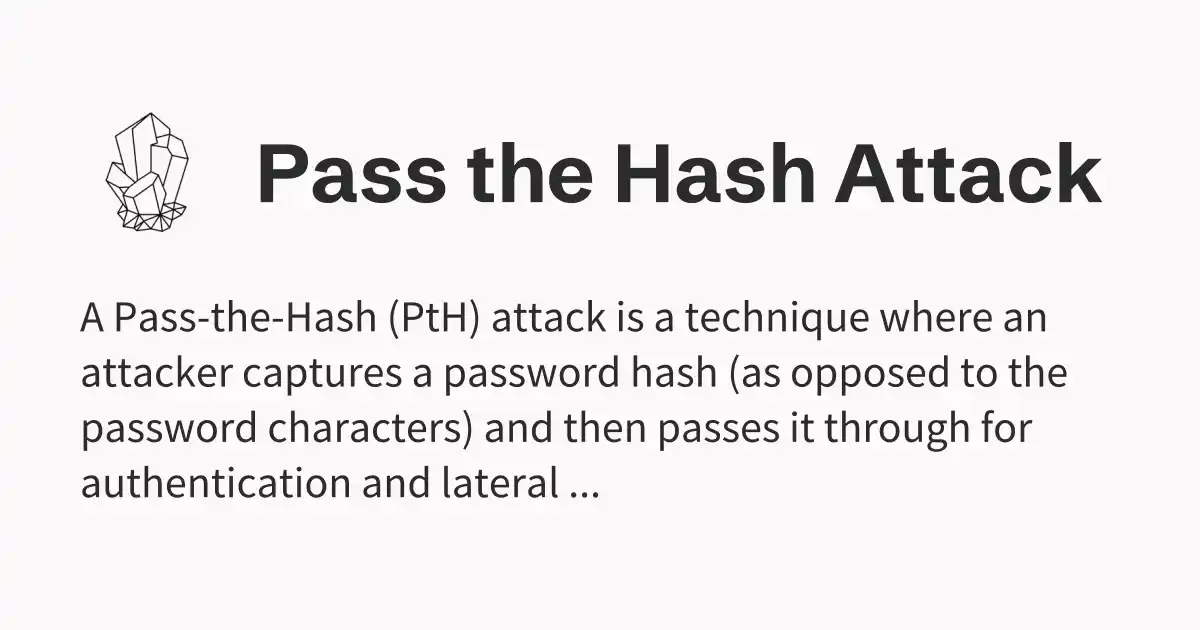 Pass the Hash Attack
A Pass-the-Hash (PtH) attack is a technique where an
attacker captures a password hash (as opposed to the
password characters) and then passes it through for
authentication and lateral ...